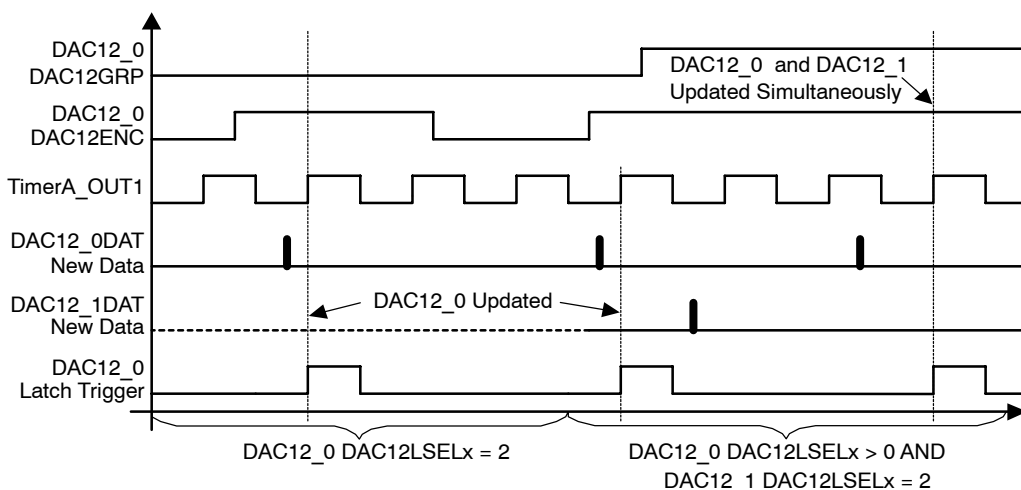 DAC12_0
DAC12GRP
DAC12_0 and DAC12_1
Updated Simultaneously
DAC12_0
DAC12ENC
TimerA_OUT1
DAC12_0DAT
New Data
DAC12_1DAT
New Data
DAC12_0 Updated
DAC12_0
Latch Trigger
DAC12_0 DAC12LSELx = 2
DAC12_0 DAC12LSELx > 0 AND
DAC12_1 DAC12LSELx = 2